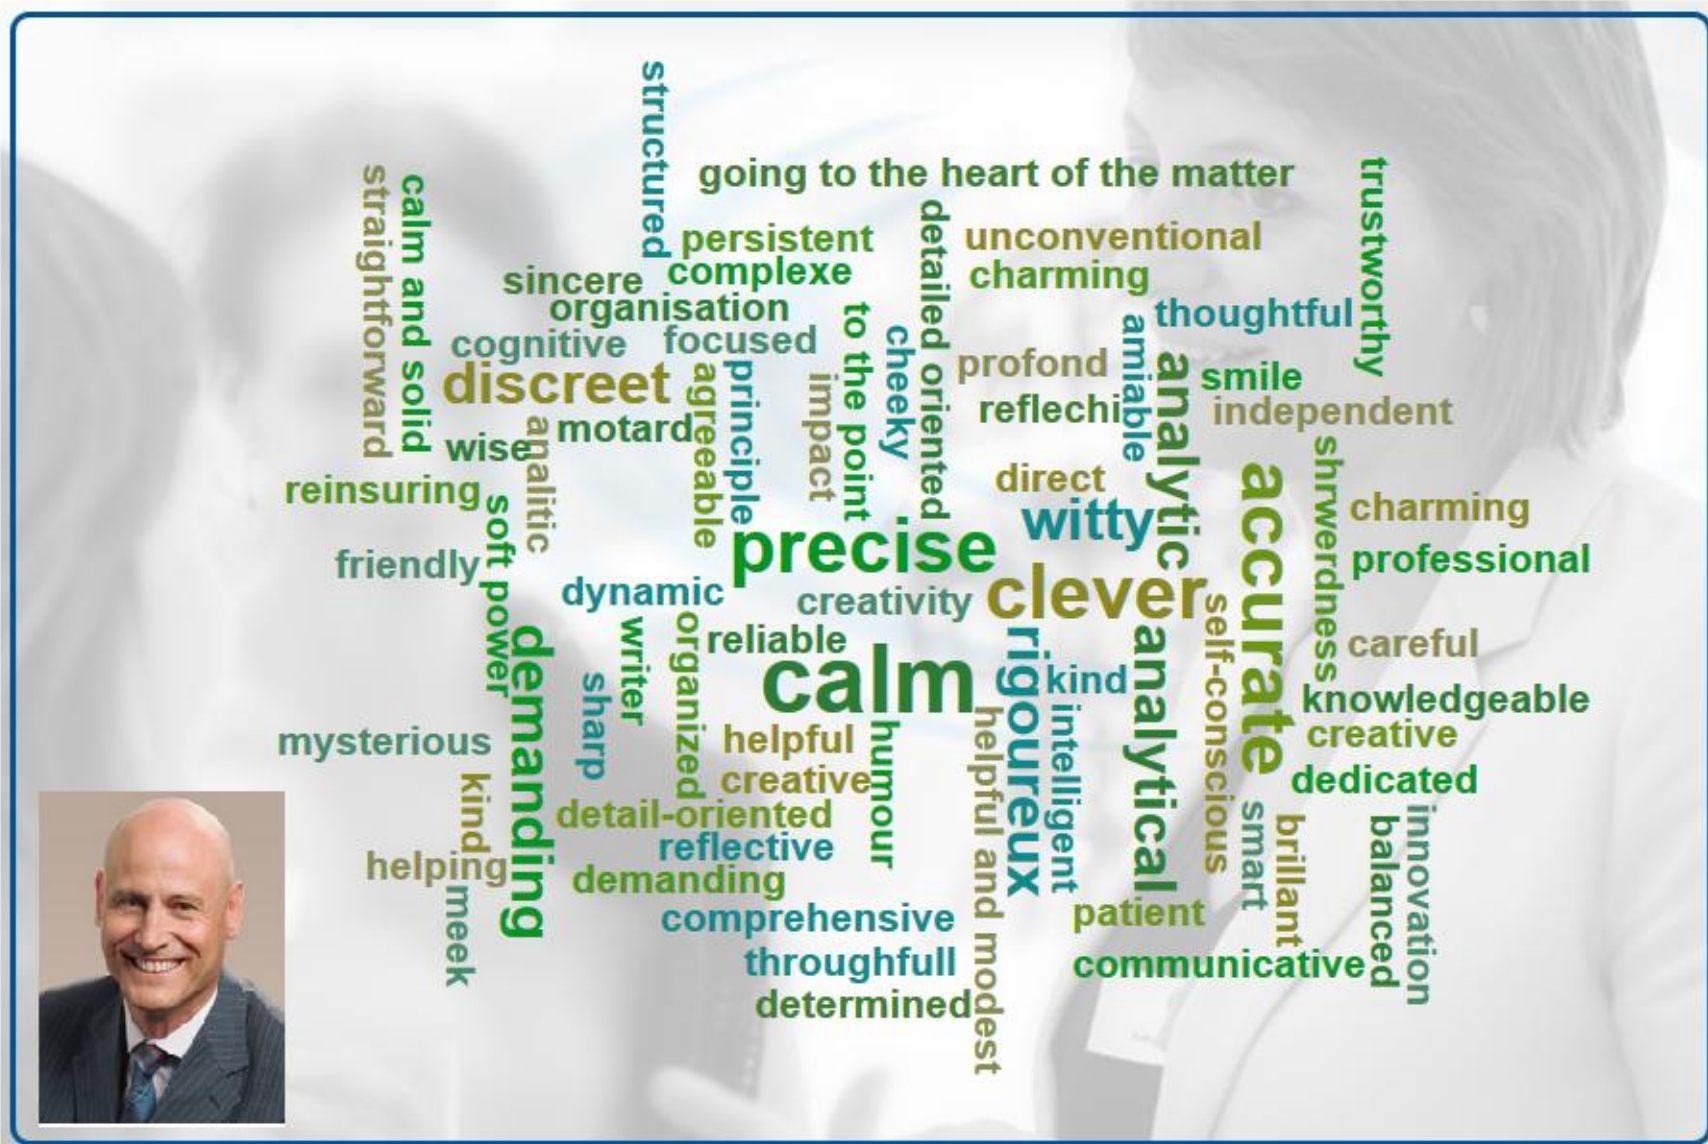 structured
going to the heart of the matter
trustworthy
straightforward
calm and solid
detailed oriented
persistent
unconventional
sincere
complexe
charming
organisation
to the point
thoughtful
cognitive
focused
cheeky
amiable
discreet
agreeable
principle
impact
profond
analytic
smile
motard
reflechi
independent
wise
analitic
shrwerdness
reinsuring
direct
accurate
charming
soft power
witty
friendly
precise
professional
dynamic
creativity
clever
self-conscious
demanding
writer
organized
reliable
rigoureux
analytical
careful
sharp
calm
kind
knowledgeable
mysterious
helpful
humour
helpful and modest
intelligent
creative
kind
creative
dedicated
detail-oriented
smart
brillant
balanced
innovation
helping
reflective
meek
demanding
comprehensive
patient
throughfull
communicative
determined